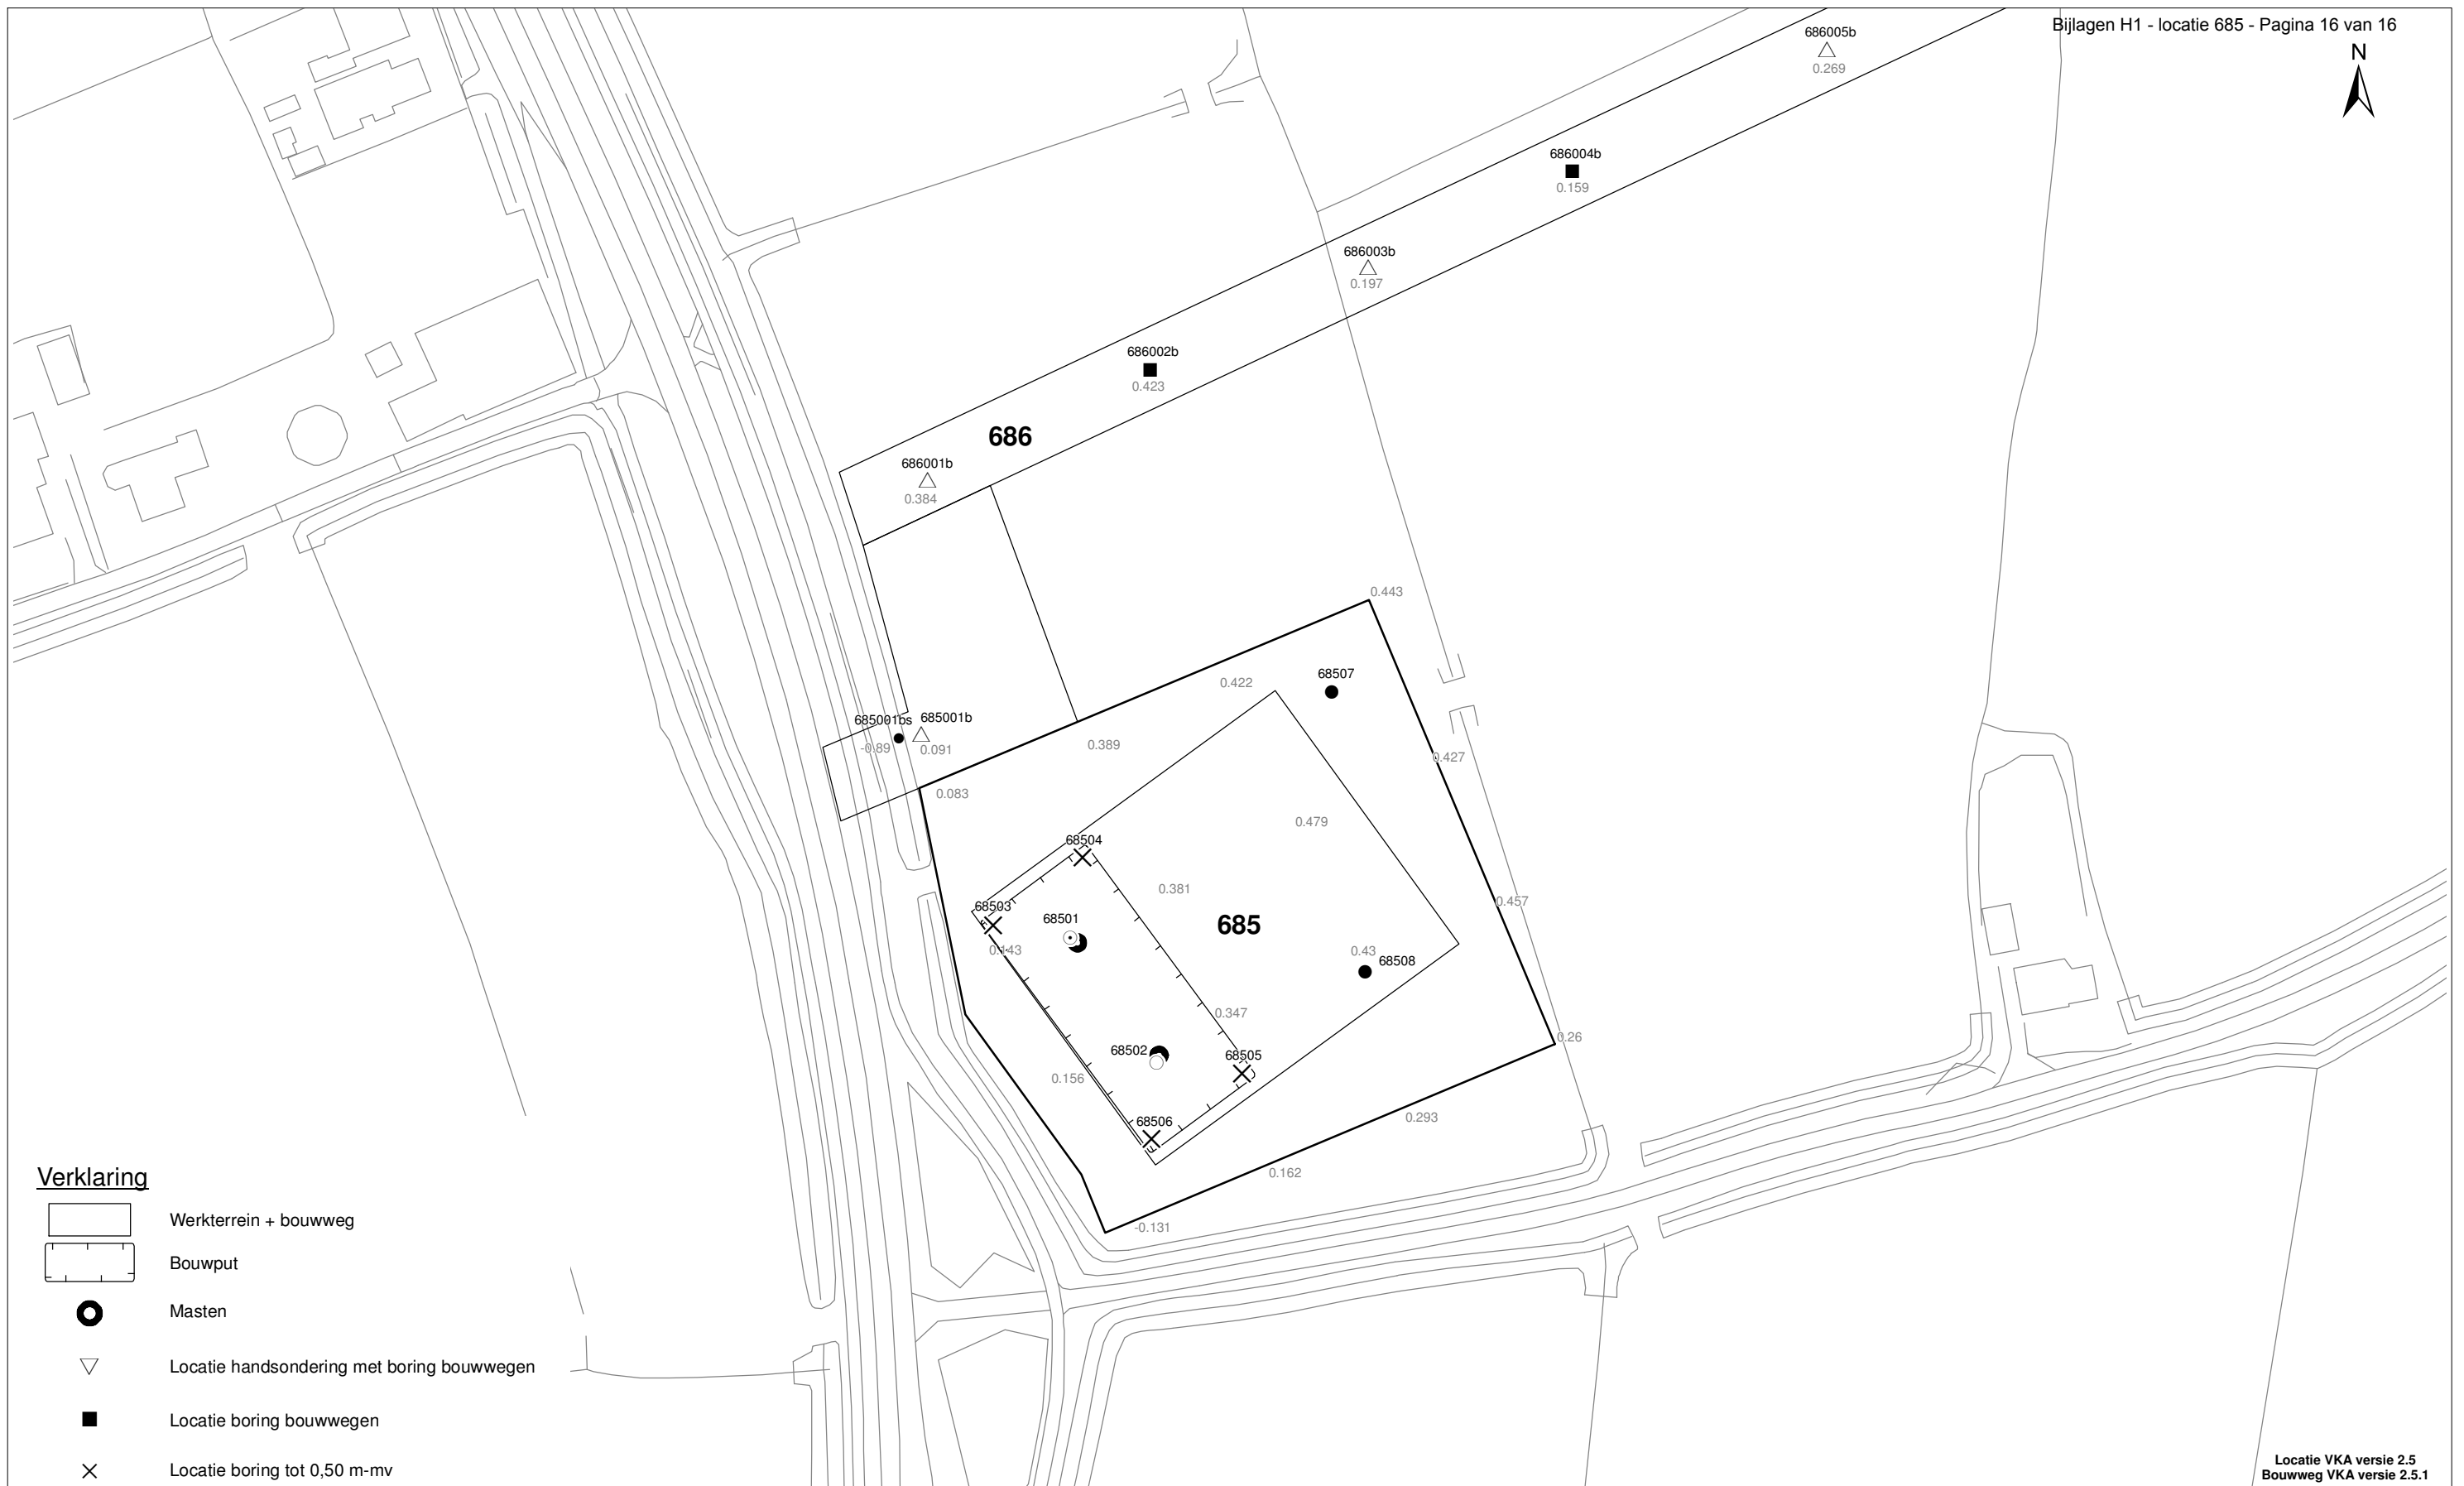 Bijlagen H1 - locatie 685 - Pagina 16 van 16
N
686005b
0.269
686004b
0.159
686003b
0.197
686002b
0.423
686
686001b
0.384
0.443
68507
0.422
685001bs 685001b
-0.89 0.091
0.389
0.427
0.083
0.479
68504
0.381
0.457
68503
68501
685
0.143
0.43
68508
0.347
0.26
68502
68505
0.156
68506
0.293
0.162
-0.131
Verklaring
Werkterrein + bouwweg
Bouwput
Masten
Locatie handsondering met boring bouwwegen
Locatie boring bouwwegen
Locatie boring tot 0,50 m-mv
Locatie VKA versie 2.5
Bouwweg VKA versie 2.5.1